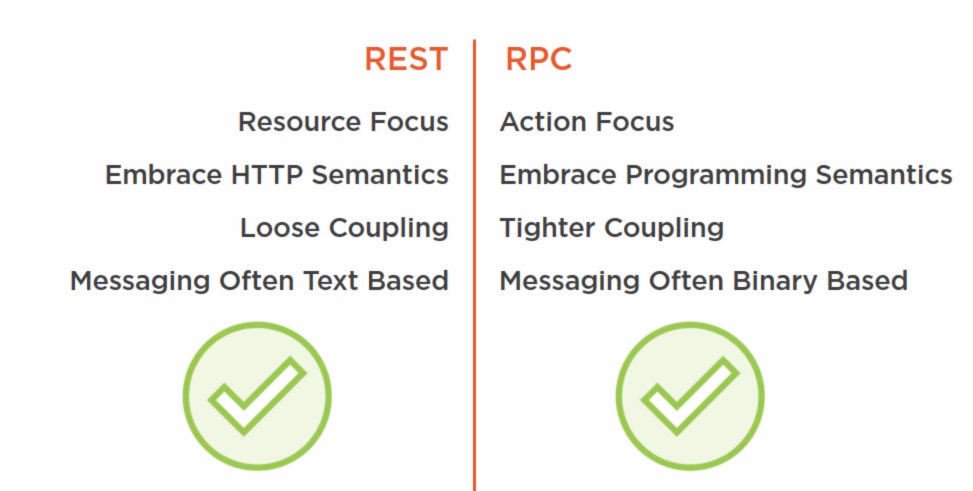 REST
Resource Focus
Embrace HTTP Semantics
Loose Coupling
Messaging Often Text Based
RPC
Action Focus
Embrace Programming Semantics
Tighter Coupling
Messaging Often Binary Based